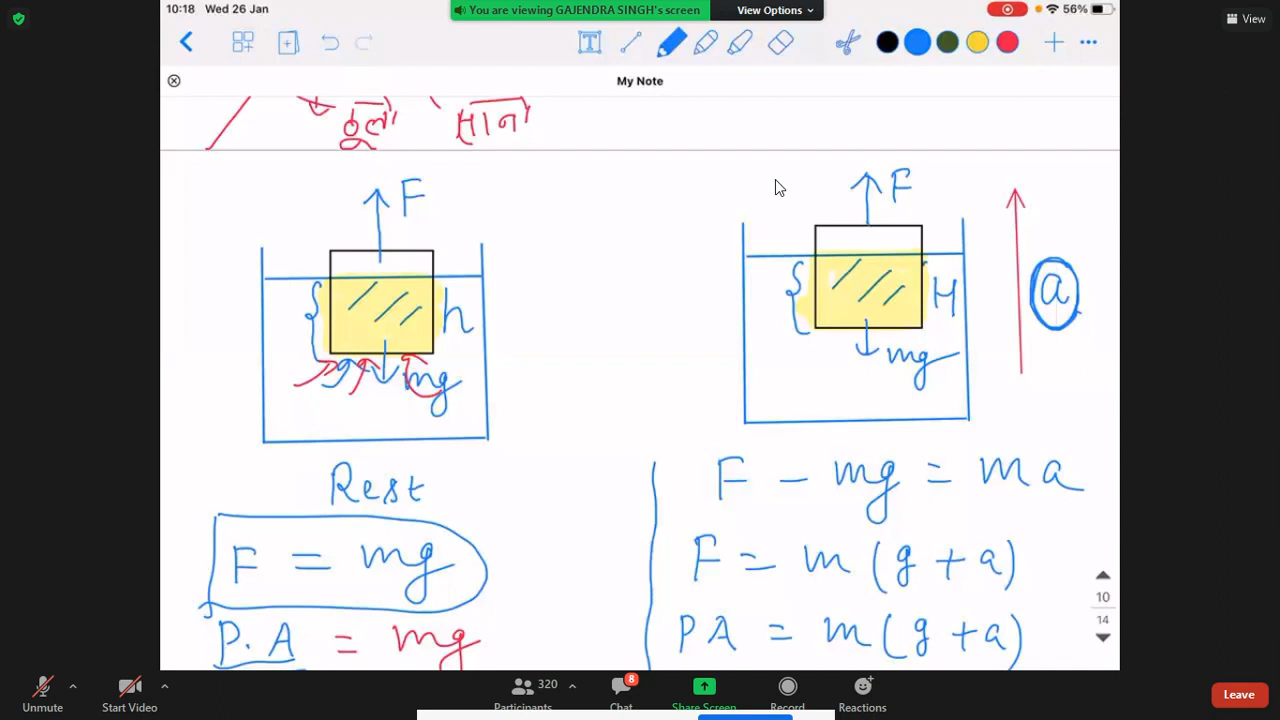 10:18 Wed 26 Jan
You are viewing GAJENDRA SINGH's screen
View Options
56%
View
T
My Note
F
F
h
H
a
mg
mg
Rest
F - mg = ma
F = mg
F = m(g+a)
10
14
P.A = mg
PA = m(g+a)
Unmute
Start Video
320
Participants
8
Chat
Share Screen
Record
Reactions
Leave